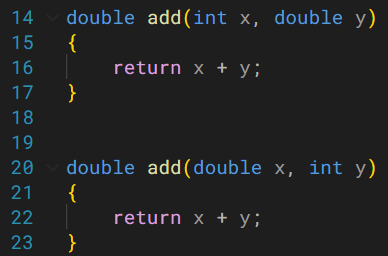 14 double add(int x, double y)
15 {
16     return x + y;
17 }
18
19
20 double add(double x, int y)
21 {
22     return x + y;
23 }